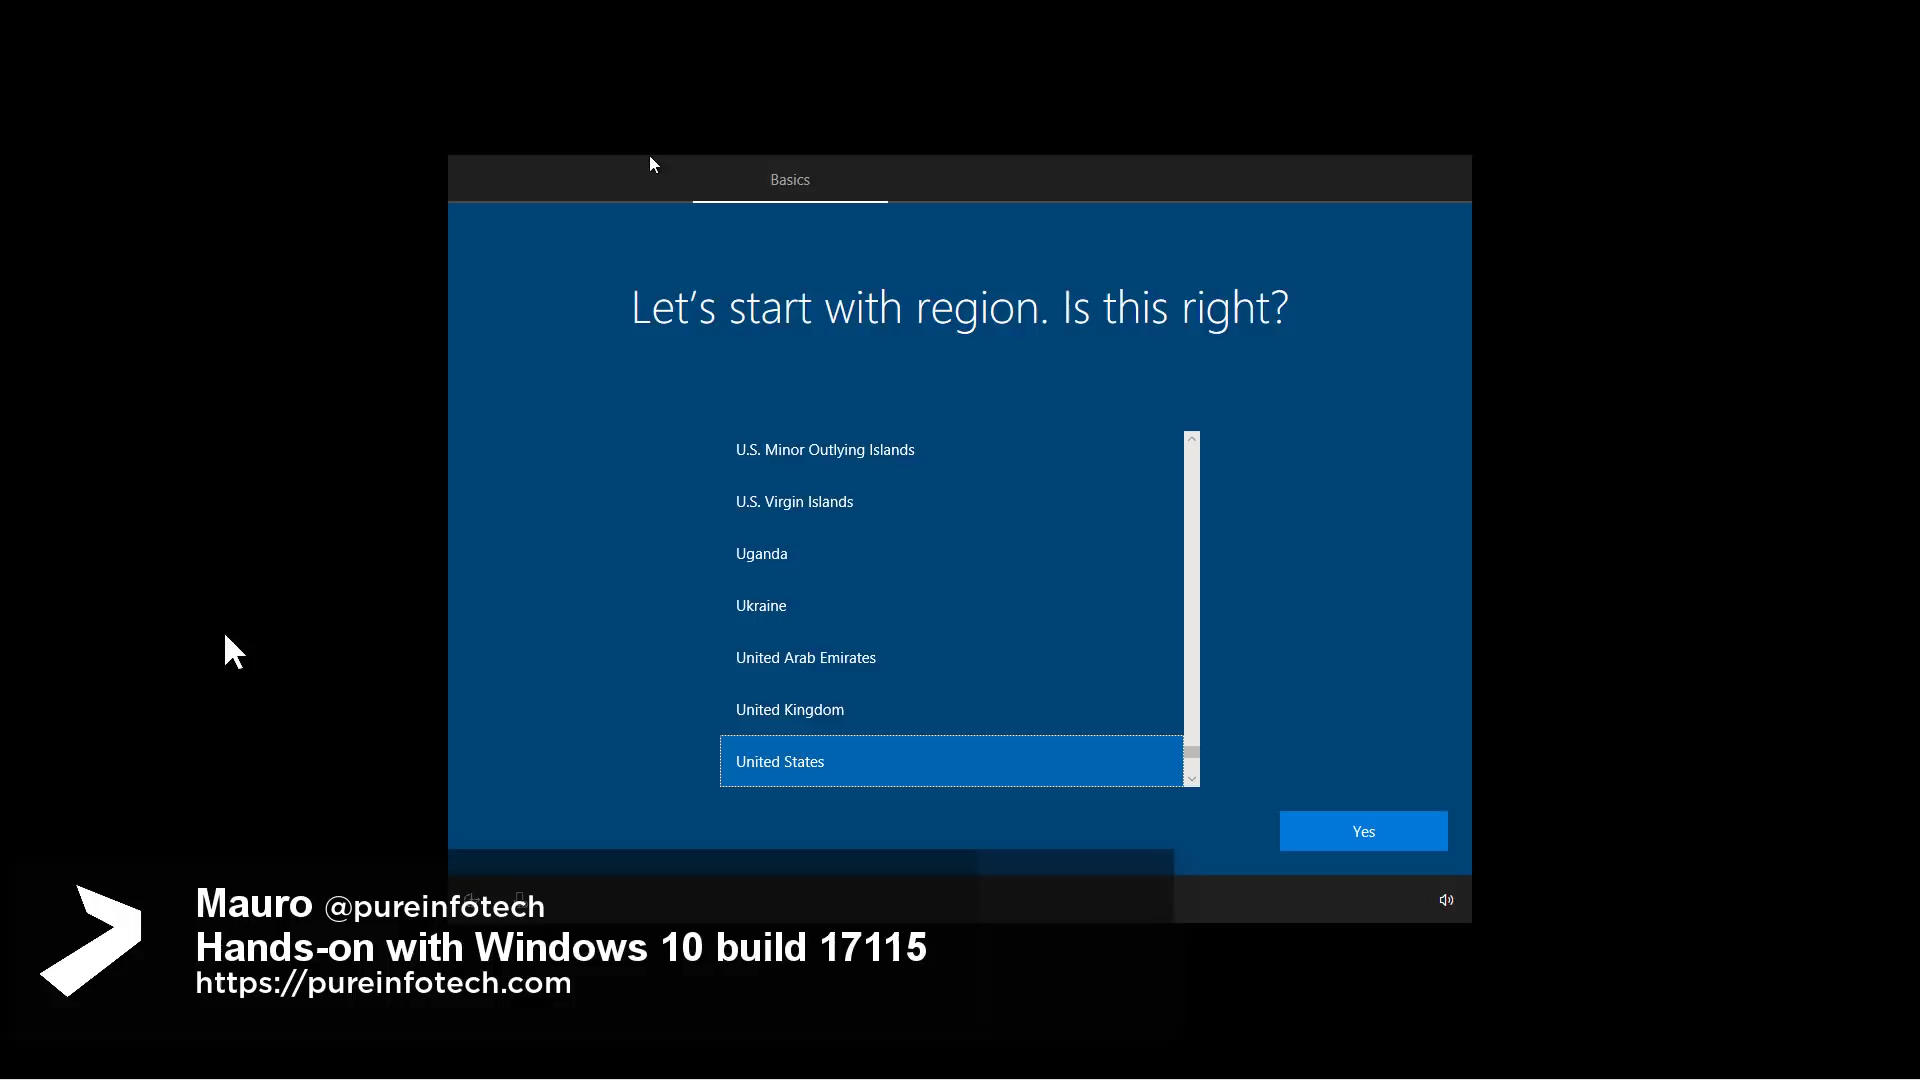 Basics
Let's start with region. Is this right?
U.S. Minor Outlying Islands
U.S. Virgin Islands
Uganda
Ukraine
United Arab Emirates
United Kingdom
United States
Yes
Mauro @pureinfotech
Hands-on with Windows 10 build 17115
https://pureinfotech.com